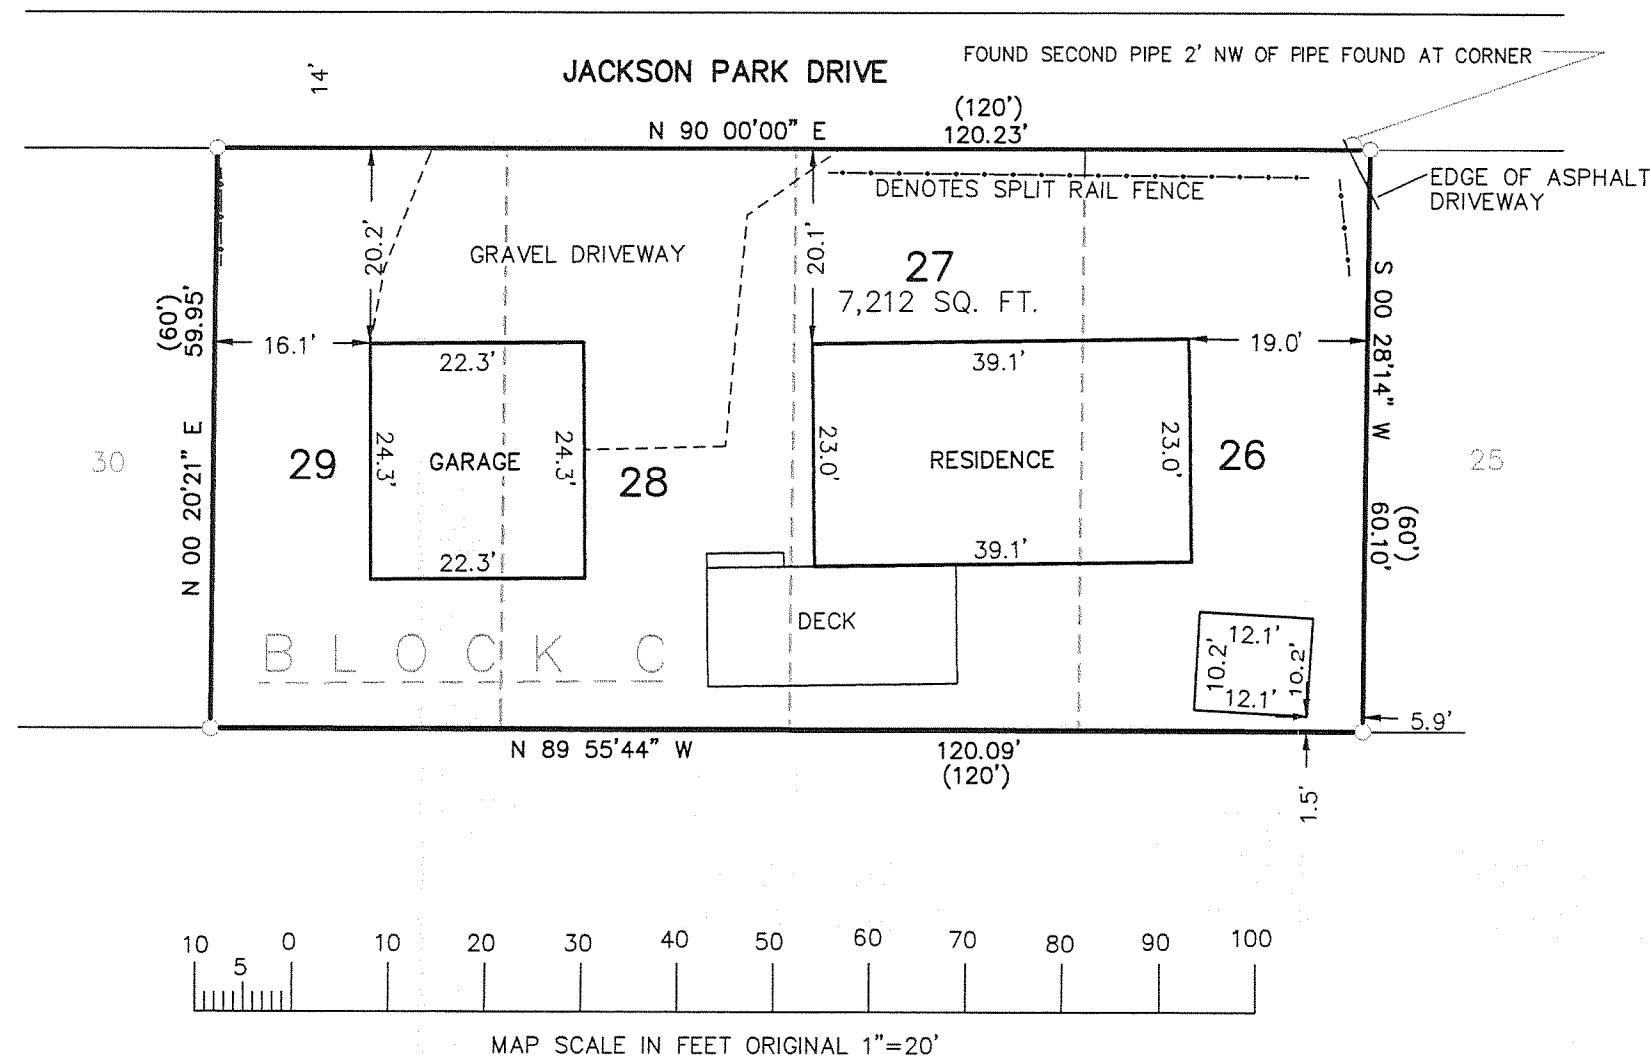 FOUND SECOND PIPE 2' NW OF PIPE FOUND AT CORNER
14'
JACKSON PARK DRIVE
(120')
N 90 00'00" E
120.23'
EDGE OF ASPHALT
DRIVEWAY
DENOTES SPLIT RAIL FENCE
20.2'
GRAVEL DRIVEWAY
20.1'
27
7,212 SQ. FT.
(60')
59.95'
N 00 20'21" E
S 00 28'14" W
60.10'
(60')
16.1'
22.3'
39.1'
19.0'
30
29
24.3'
GARAGE
24.3'
28
23.0'
RESIDENCE
23.0'
26
25
22.3'
39.1'
DECK
BLOCK C
12.1'
10.2'
10.2'
12.1'
5.9'
N 89 55'44" W
120.09'
(120')
1.5'
10 0 10 20 30 40 50 60 70 80 90 100
5
MAP SCALE IN FEET ORIGINAL 1"=20'